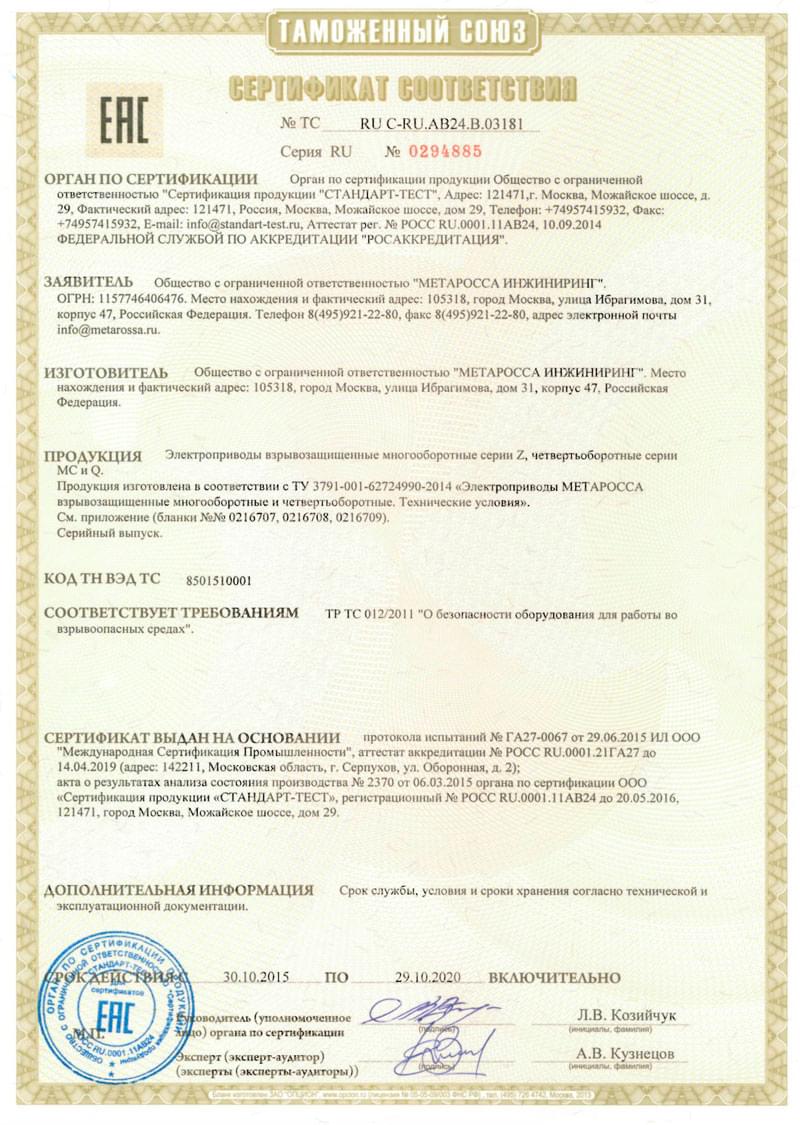 ТАМОЖЕННЫЙ СОЮЗ
СЕРТИФИКАТ СООТВЕТСТВИЯ
ЕАС
№ ТС RU C-RU.АВ24.В.03181
Серия RU № 0294885
ОРГАН ПО СЕРТИФИКАЦИИ Орган по сертификации продукции Общество с ограниченной
ответственностью "Сертификация продукции "СТАНДАРТ-ТЕСТ", Адрес: 121471,г. Москва, Можайское шоссе, д.
29, Фактический адрес: 121471, Россия, Москва, Можайское шоссе, дом 29, Телефон: +74957415932, Факс:
+74957415932, E-mail: info@standart-test.ru, Аттестат рег. № РОСС RU.0001.11АВ24, 10.09.2014
ФЕДЕРАЛЬНОЙ СЛУЖБОЙ ПО АККРЕДИТАЦИИ "РОСАККРЕДИТАЦИЯ".
ЗАЯВИТЕЛЬ Общество с ограниченной ответственностью "МЕТАРОССА ИНЖИНИРИНГ".
ОГРН: 1157746406476. Место нахождения и фактический адрес: 105318, город Москва, улица Ибрагимова, дом 31,
корпус 47, Российская Федерация. Телефон 8(495)921-22-80, факс 8(495)921-22-80, адрес электронной почты
info@metarossa.ru.
ИЗГОТОВИТЕЛЬ Общество с ограниченной ответственностью "МЕТАРОССА ИНЖИНИРИНГ". Место
нахождения и фактический адрес: 105318, город Москва, улица Ибрагимова, дом 31, корпус 47, Российская
Федерация.
ПРОДУКЦИЯ Электроприводы взрывозащищенные многооборотные серии Z, четвертьоборотные серии
МС и Q.
Продукция изготовлена в соответствии с ТУ 3791-001-62724990-2014 «Электроприводы МЕТАРОССА
взрывозащищенные многооборотные и четвертьоборотные. Технические условия».
См. приложение (бланки №№ 0216707, 0216708, 0216709).
Серийный выпуск.
КОД ТН ВЭД ТС 8501510001
СООТВЕТСТВУЕТ ТРЕБОВАНИЯМ ТР ТС 012/2011 "О безопасности оборудования для работы во
взрывоопасных средах".
СЕРТИФИКАТ ВЫДАН НА ОСНОВАНИИ протокола испытаний № ГА27-0067 от 29.06.2015 ИЛ ООО
"Международная Сертификация Промышленности", аттестат аккредитации № РОСС RU.0001.21ГА27 до
14.04.2019 (адрес: 142211, Московская область, г. Серпухов, ул. Оборонная, д. 2);
акта о результатах анализа состояния производства № 2370 от 06.03.2015 органа по сертификации ООО
«Сертификация продукции «СТАНДАРТ-ТЕСТ», регистрационный № РОСС RU.0001.11АВ24 до 20.05.2016,
121471, город Москва, Можайское шоссе, дом 29.
ДОПОЛНИТЕЛЬНАЯ ИНФОРМАЦИЯ Срок службы, условия и сроки хранения согласно технической и
эксплуатационной документации.
СРОК ДЕЙСТВИЯ С 30.10.2015 ПО 29.10.2020 ВКЛЮЧИТЕЛЬНО
М.П.
Руководитель (уполномоченное
лицо) органа по сертификации
(подпись)
Л.В. Козийчук
(инициалы, фамилия)
Эксперт (эксперт-аудитор)
(эксперты (эксперты-аудиторы))
(подпись)
А.В. Кузнецов
(инициалы, фамилия)
ОРГАН ПО СЕРТИФИКАЦИИ ПРОДУКЦИИ
ОБЩЕСТВО С ОГРАНИЧЕННОЙ ОТВЕТСТВЕННОСТЬЮ
СТАНДАРТ-ТЕСТ
для
сертификатов
ЕАС
РОСС RU.0001.11АВ24
Бланк изготовлен ЗАО "ОПЦИОН", www.opcion.ru (лицензия № 05-05-09/003 ФНС РФ), тел. (495) 726 4742, Москва, 2013